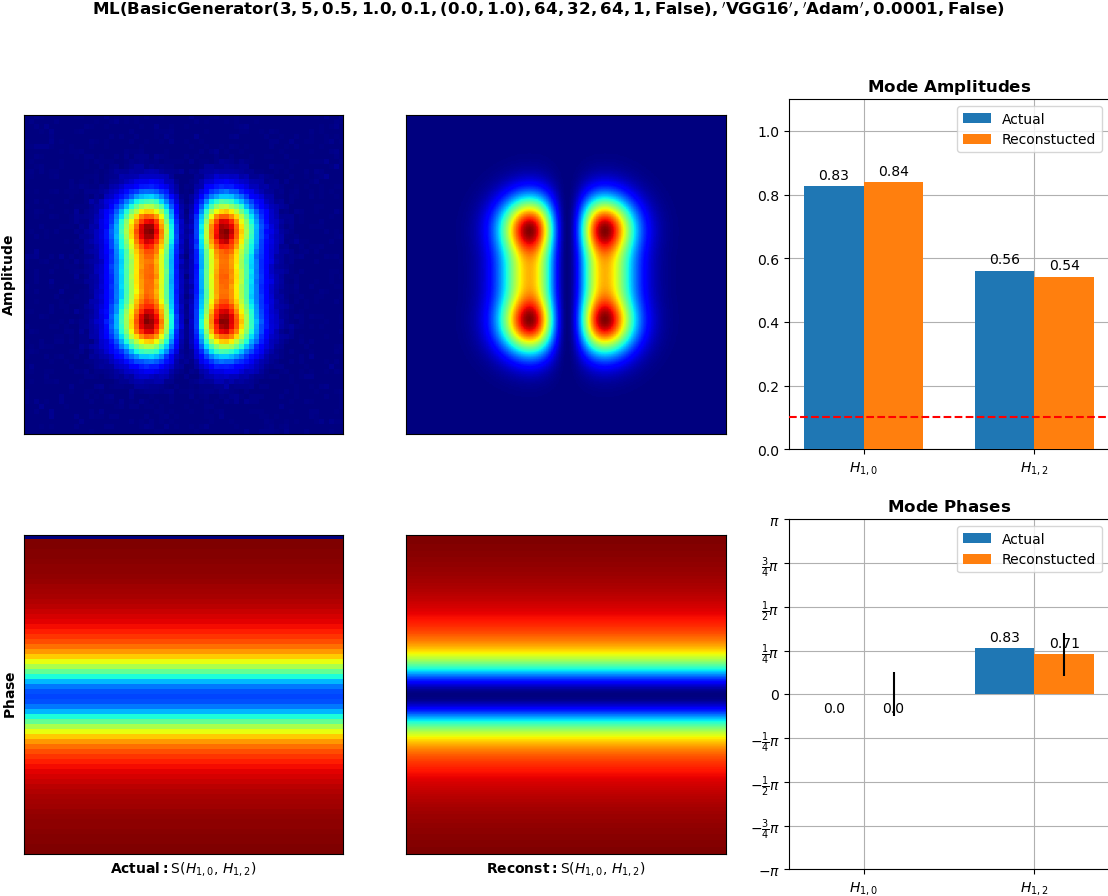 ML(BasicGenerator(3, 5, 0.5, 1.0, 0.1, (0.0, 1.0), 64, 32, 64, 1, False), ′VGG16′, ′Adam′, 0.0001, False)
Amplitude
Mode Amplitudes
Actual
Reconstucted
1.0
0.8
0.6
0.4
0.2
0.0
0.83
0.84
0.56
0.54
H1,0
H1,2
Phase
Actual: S(H1,0, H1,2)
Reconst: S(H1,0, H1,2)
Mode Phases
Actual
Reconstucted
π
3/4π
1/2π
1/4π
0
−1/4π
−1/2π
−3/4π
−π
0.0
0.0
0.83
0.71
H1,0
H1,2